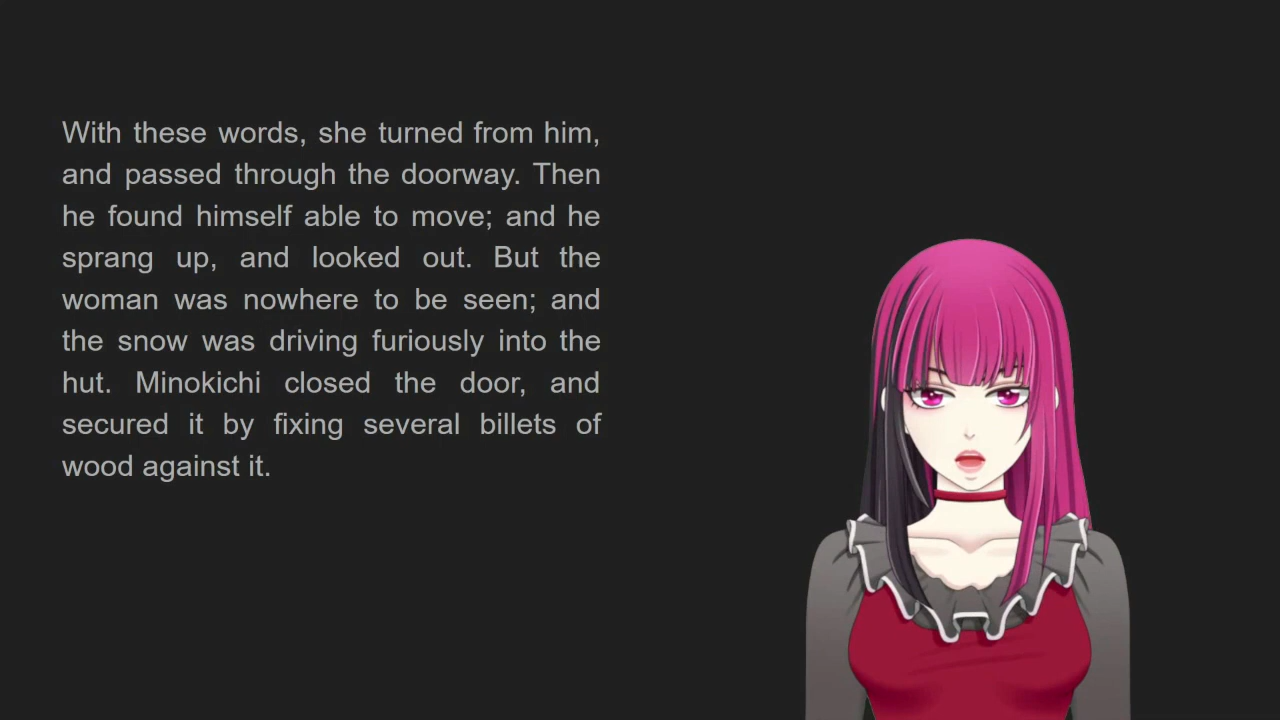 With these words, she turned from him,
and passed through the doorway. Then
he found himself able to move; and he
sprang up, and looked out. But the
woman was nowhere to be seen; and
the snow was driving furiously into the
hut. Minokichi closed the door, and
secured it by fixing several billets of
wood against it.